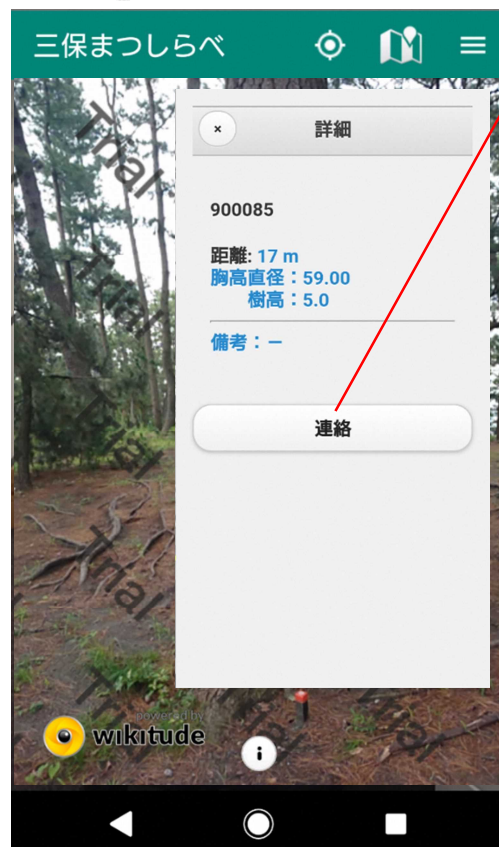 三保まつしらべ
×
詳細
900085
距離: 17 m
胸高直径：59.00
樹高：5.0
備考：－
連絡
Trial
Trial
Trial
Trial
Trial
powered by
wikitude
i